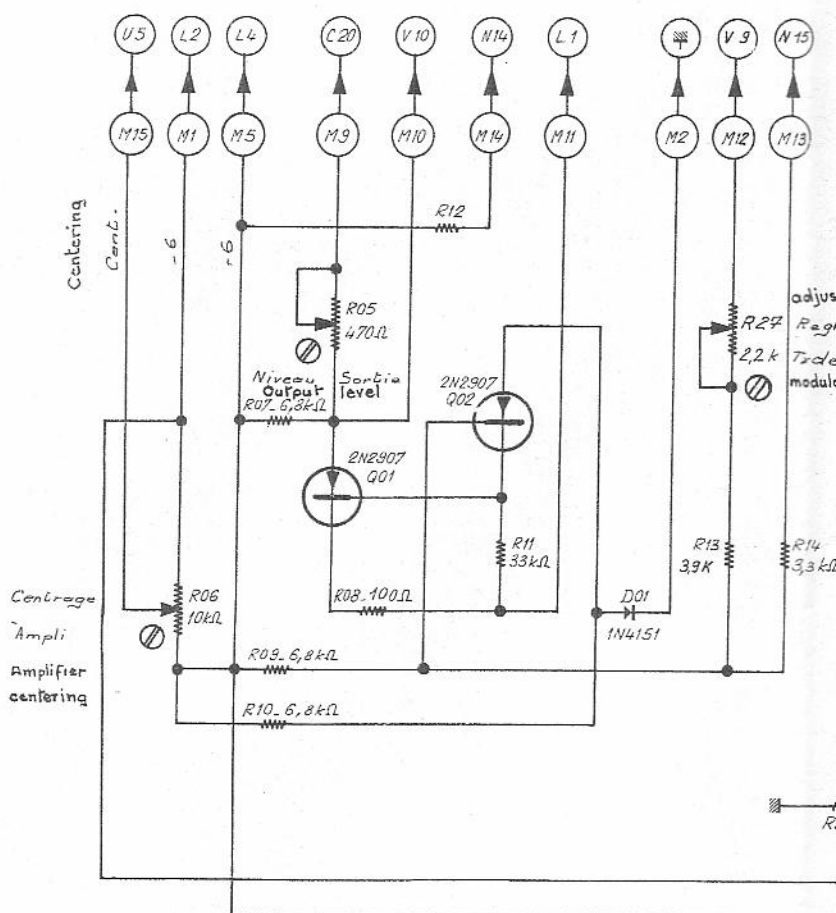 U5 L2 L4 C20 V10 N14 L1 V9 N15
M15 M1 M5 M9 M10 M14 M11 M2 M12 M13
Centering
Cent.
-6
+6
R12
R05
470Ω
adjus
R27
2,2k
modula
Niveau Sortie
Output level
R07_6,8kΩ
2N2907
Q02
2N2907
Q01
R11
33kΩ
R13
3,9K
R14
3,3kΩ
R08_100Ω
D01
1N4151
R06
10kΩ
Centrage
Ampli
Amplifier
centering
R09_6,8kΩ
R10_6,8kΩ